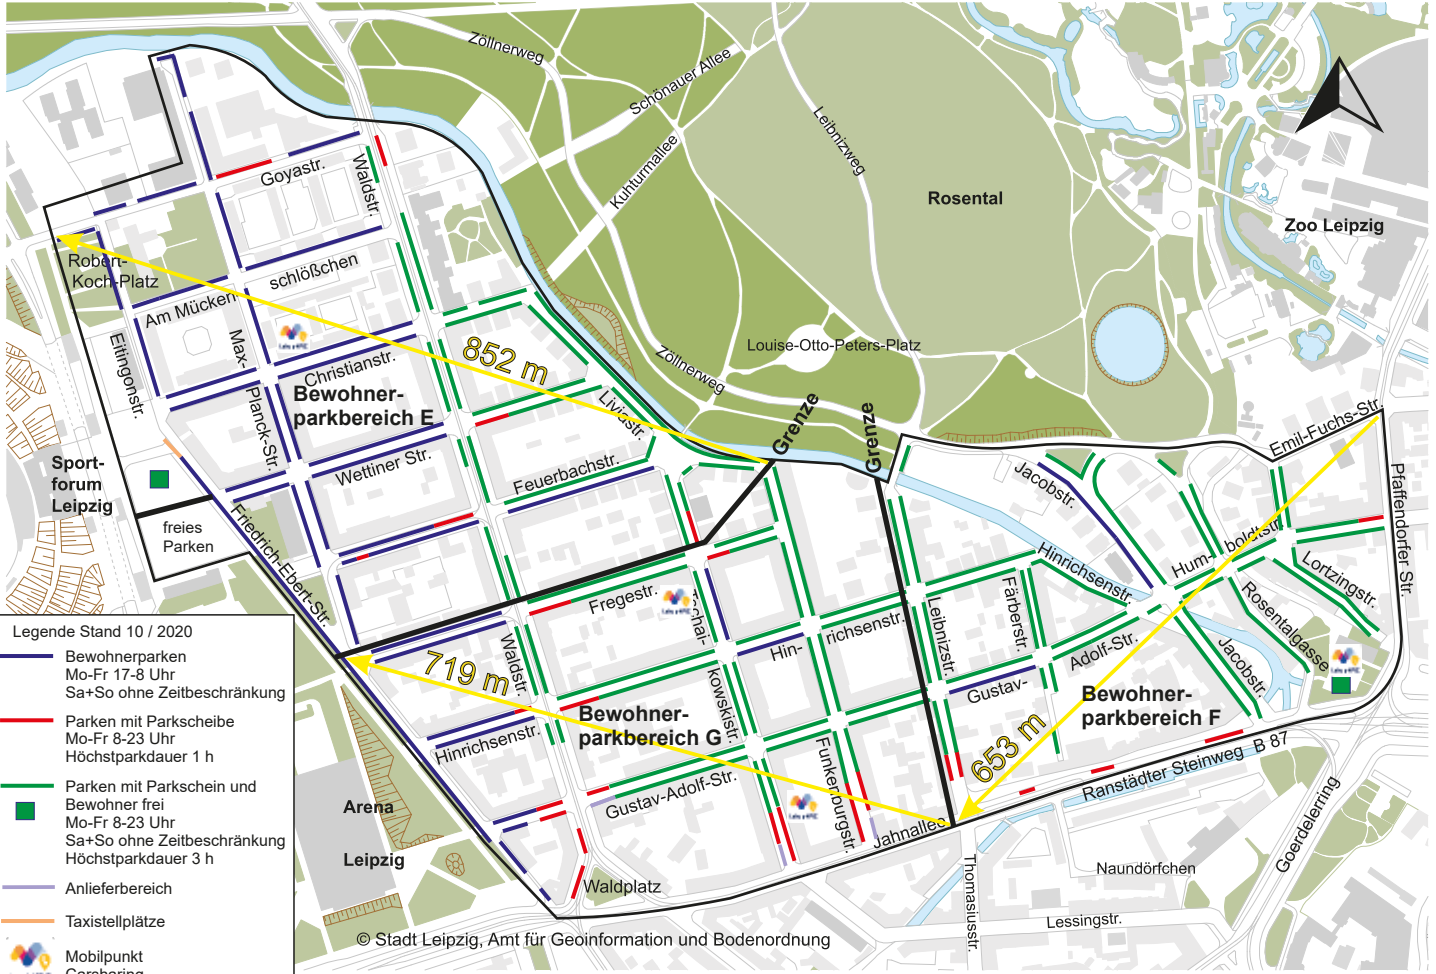 Zöllnerweg
Schönauer Allee
Kuhturmallee
Leibnizweg
Rosental
Zoo Leipzig
Goyastr.
Waldstr.
Robert-
Koch-Platz
schlößchen
Am Mücken-
Eitingonstr.
Max-
Planck-Str.
Christianstr.
852 m
Louise-Otto-Peters-Platz
Zöllnerweg
Bewohner-
parkbereich E
Liviastr.
Grenze
Grenze
Emil-Fuchs-Str.
Wettiner Str.
Feuerbachstr.
Sport-
forum
Leipzig
Jacobstr.
Pfaffendorfer Str.
freies
Parken
Friedrich-Ebert-Str.
Hum-
boldtstr.
Hinrichsenstr.
Lortzingstr.
Fregestr.
Färberstr.
Rosentalgasse
Leibnizstr.
Waldstr.
Hin-
richsenstr.
Adolf-Str.
Jacobstr.
719 m
kowskistr.
Gustav-
Bewohner-
parkbereich F
Bewohner-
parkbereich G
Hinrichsenstr.
Funkenburgstr.
653 m
Ranstädter Steinweg B 87
Gustav-Adolf-Str.
Arena
Leipzig
Jahnallee
Goerdelerring
Naundörfchen
Thomasiusstr.
Waldplatz
Lessingstr.
© Stadt Leipzig, Amt für Geoinformation und Bodenordnung
Legende Stand 10 / 2020
Bewohnerparken
Mo-Fr 17-8 Uhr
Sa+So ohne Zeitbeschränkung
Parken mit Parkscheibe
Mo-Fr 8-23 Uhr
Höchstparkdauer 1 h
Parken mit Parkschein und
Bewohner frei
Mo-Fr 8-23 Uhr
Sa+So ohne Zeitbeschränkung
Höchstparkdauer 3 h
Anlieferbereich
Taxistellplätze
Mobilpunkt
Carsharing